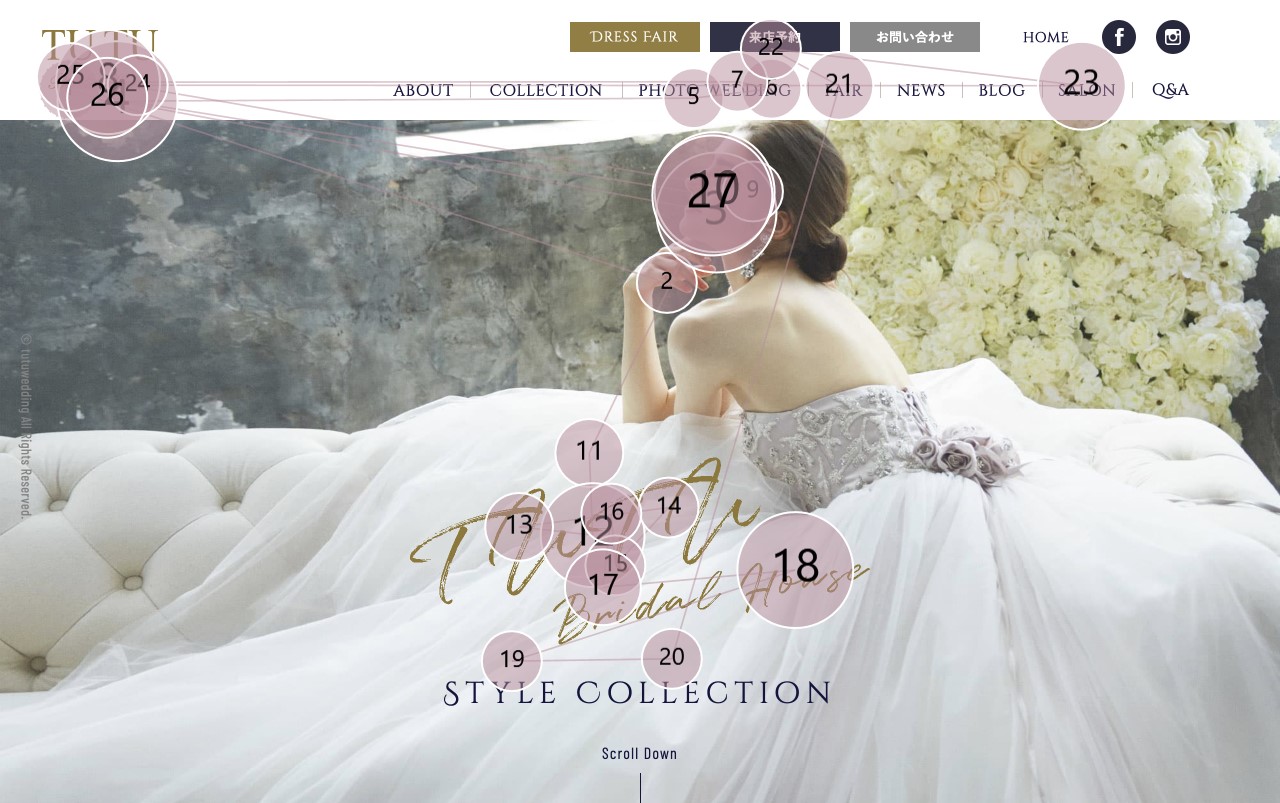 TUTU
DRESS FAIR
来店予約
お問い合わせ
HOME
ABOUT
COLLECTION
PHOTO WEDDING
FAIR
NEWS
BLOG
SALON
Q&A
25
24
26
22
7
6
5
21
23
27
9
2
11
13
12
16
14
15
17
18
19
20
Tutu Tu
Bridal House
STYLE COLLECTION
Scroll Down
© tutuwedding All Rights Reserved.